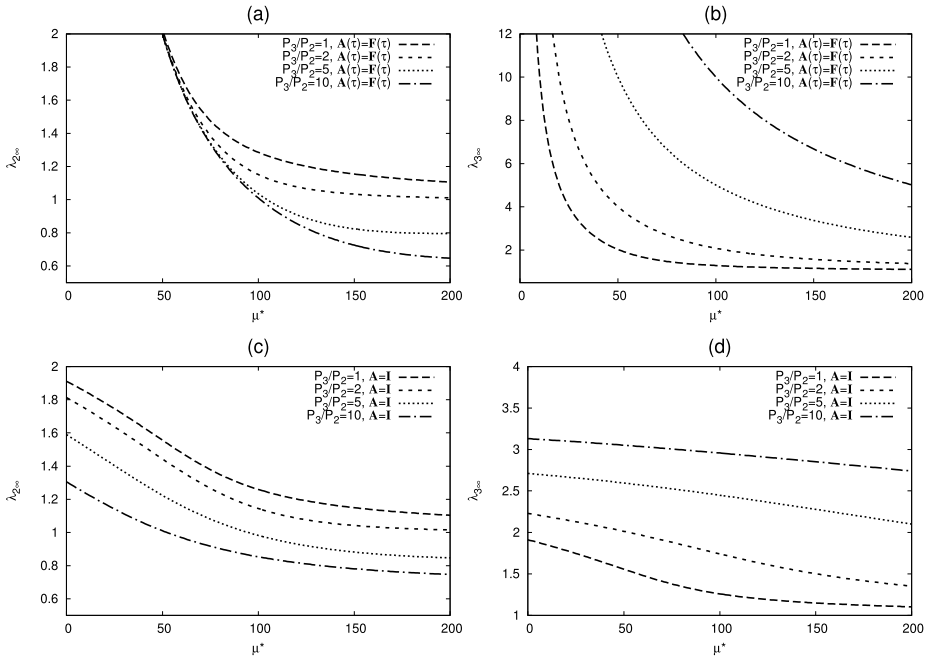 (a)
P3/P2=1, A(τ)=F(τ)
P3/P2=2, A(τ)=F(τ)
P3/P2=5, A(τ)=F(τ)
P3/P2=10, A(τ)=F(τ)
2
1.8
1.6
1.4
1.2
1
0.8
0.6
λ2∞
0 50 100 150 200
μ*
(b)
P3/P2=1, A(τ)=F(τ)
P3/P2=2, A(τ)=F(τ)
P3/P2=5, A(τ)=F(τ)
P3/P2=10, A(τ)=F(τ)
12
10
8
6
4
2
λ3∞
0 50 100 150 200
μ*
(c)
P3/P2=1, A=I
P3/P2=2, A=I
P3/P2=5, A=I
P3/P2=10, A=I
2
1.8
1.6
1.4
1.2
1
0.8
0.6
λ2∞
0 50 100 150 200
μ*
(d)
P3/P2=1, A=I
P3/P2=2, A=I
P3/P2=5, A=I
P3/P2=10, A=I
4
3.5
3
2.5
2
1.5
1
λ3∞
0 50 100 150 200
μ*